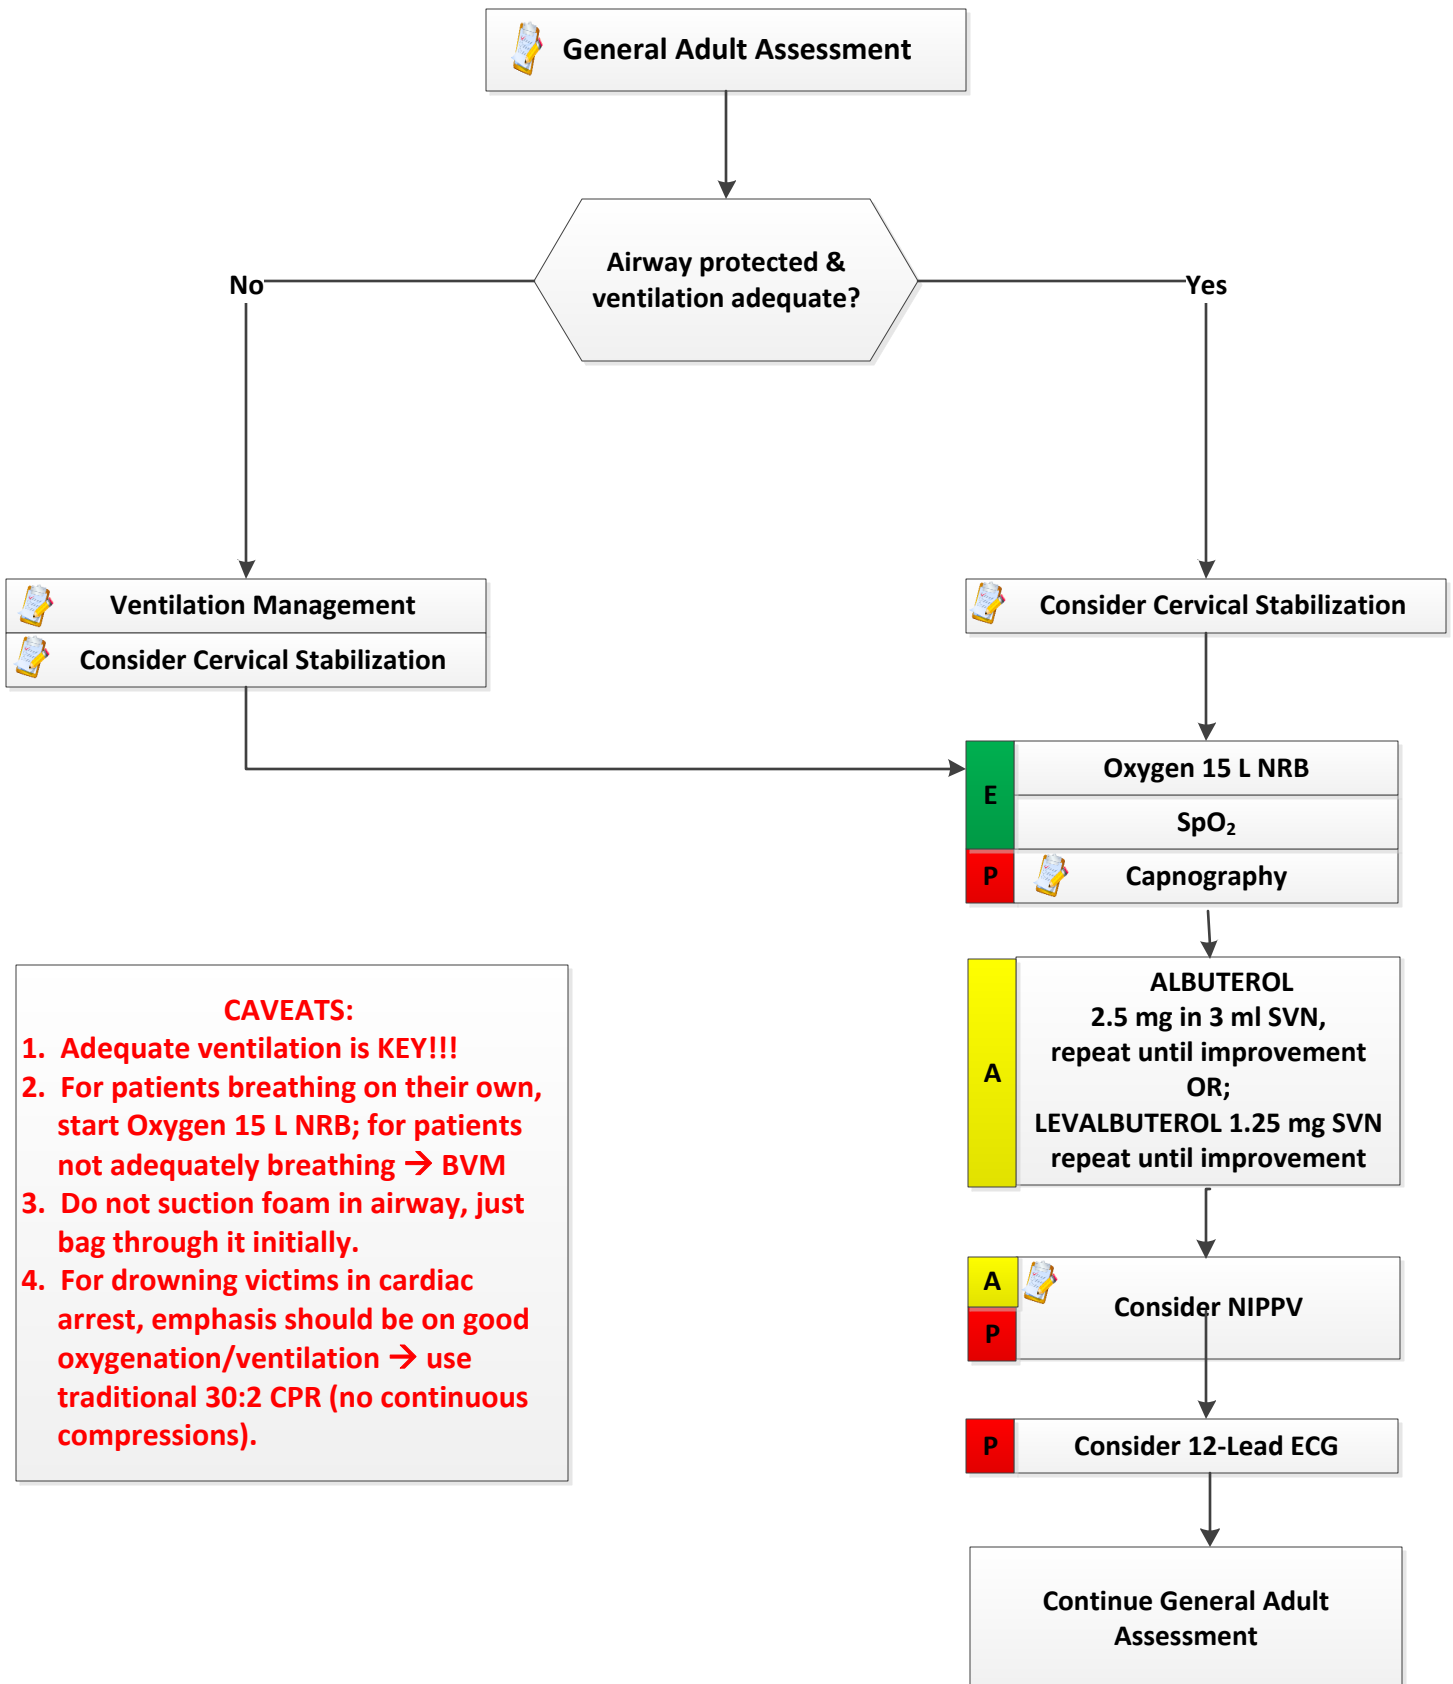 General Adult Assessment
Airway protected &
ventilation adequate?
No
Yes
Ventilation Management
Consider Cervical Stabilization
Consider Cervical Stabilization
E
Oxygen 15 L NRB
SpO₂
P
Capnography
A
ALBUTEROL
2.5 mg in 3 ml SVN,
repeat until improvement
OR;
LEVALBUTEROL 1.25 mg SVN
repeat until improvement
A
P
Consider NIPPV
P
Consider 12-Lead ECG
Continue General Adult
Assessment
CAVEATS:
1. Adequate ventilation is KEY!!!
2. For patients breathing on their own,
start Oxygen 15 L NRB; for patients
not adequately breathing → BVM
3. Do not suction foam in airway, just
bag through it initially.
4. For drowning victims in cardiac
arrest, emphasis should be on good
oxygenation/ventilation → use
traditional 30:2 CPR (no continuous
compressions).